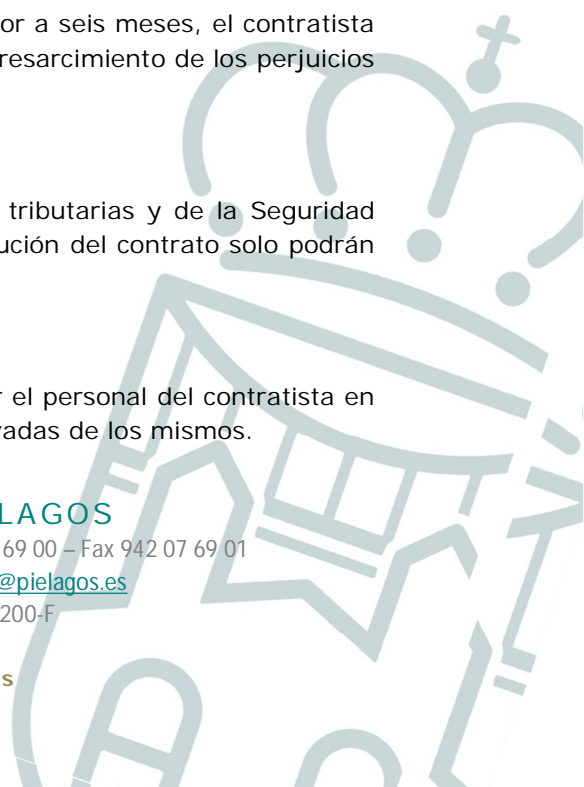 or a seis meses, el contratista
resarcimiento de los perjuicios
tributarias y de la Seguridad
ución del contrato solo podrán
r el personal del contratista en
vadas de los mismos.
LAGOS
69 00 – Fax 942 07 69 01
@pielagos.es
200-F
s